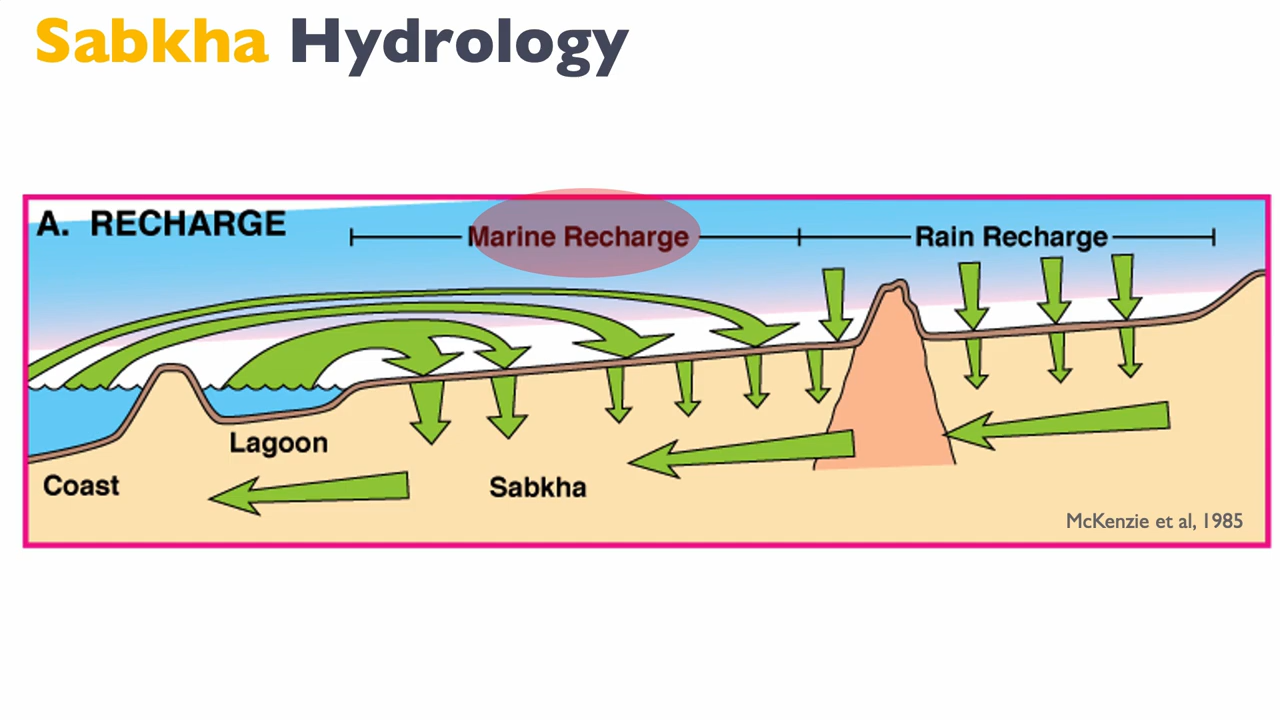 Sabkha Hydrology
A. RECHARGE
Marine Recharge
Rain Recharge
Lagoon
Coast
Sabkha
McKenzie et al, 1985